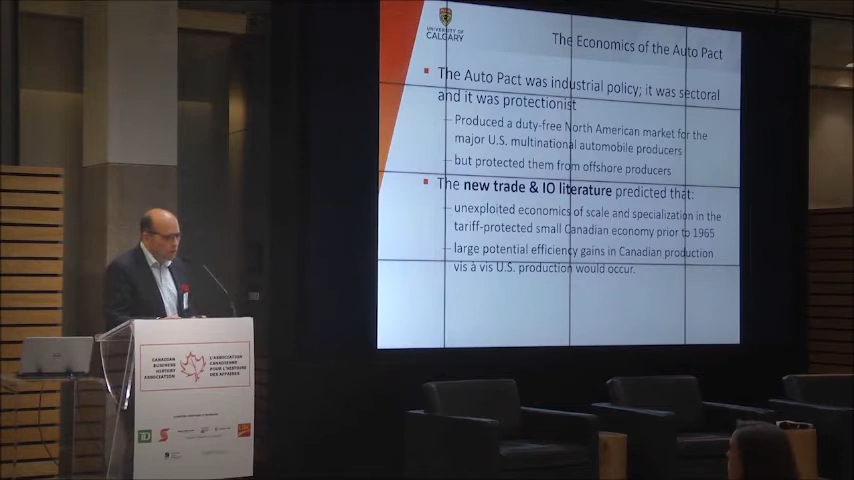 UNIVERSITY OF
CALGARY
The Economics of the Auto Pact
The Auto Pact was industrial policy; it was sectoral
and it was protectionist
– Produced a duty-free North American market for the
major U.S. multinational automobile producers
– but protected them from offshore producers
The new trade & IO literature predicted that:
– unexploited economics of scale and specialization in the
tariff-protected small Canadian economy prior to 1965
– large potential efficiency gains in Canadian production
vis à vis U.S. production would occur.
CANADIAN
BUSINESS
HISTORY
ASSOCIATION
L'ASSOCIATION
CANADIENNE
POUR L'HISTOIRE
DES AFFAIRES
TD